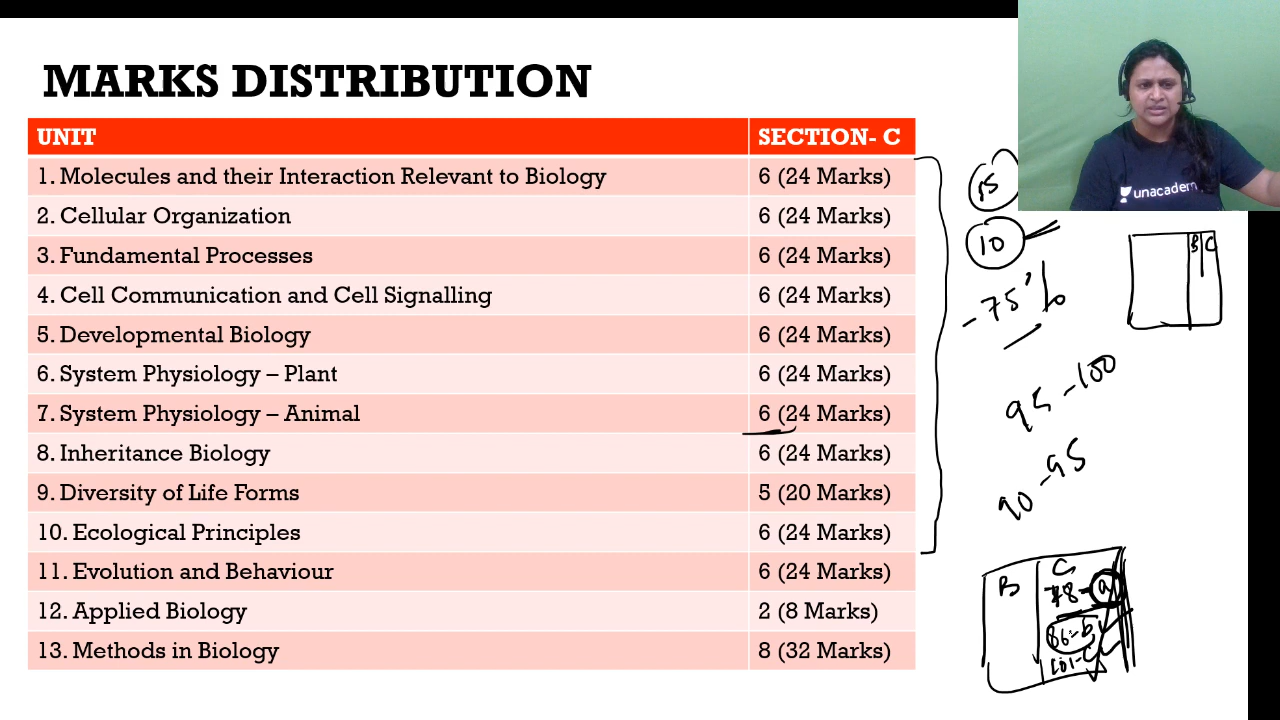 MARKS DISTRIBUTION
UNIT SECTION- C
1. Molecules and their Interaction Relevant to Biology 6 (24 Marks)
2. Cellular Organization 6 (24 Marks)
3. Fundamental Processes 6 (24 Marks)
4. Cell Communication and Cell Signalling 6 (24 Marks)
5. Developmental Biology 6 (24 Marks)
6. System Physiology – Plant 6 (24 Marks)
7. System Physiology – Animal 6 (24 Marks)
8. Inheritance Biology 6 (24 Marks)
9. Diversity of Life Forms 5 (20 Marks)
10. Ecological Principles 6 (24 Marks)
11. Evolution and Behaviour 6 (24 Marks)
12. Applied Biology 2 (8 Marks)
13. Methods in Biology 8 (32 Marks)
unacademy
15
10
-75%
B C
95-100
90-95
B C
78-a
86-b
101-c